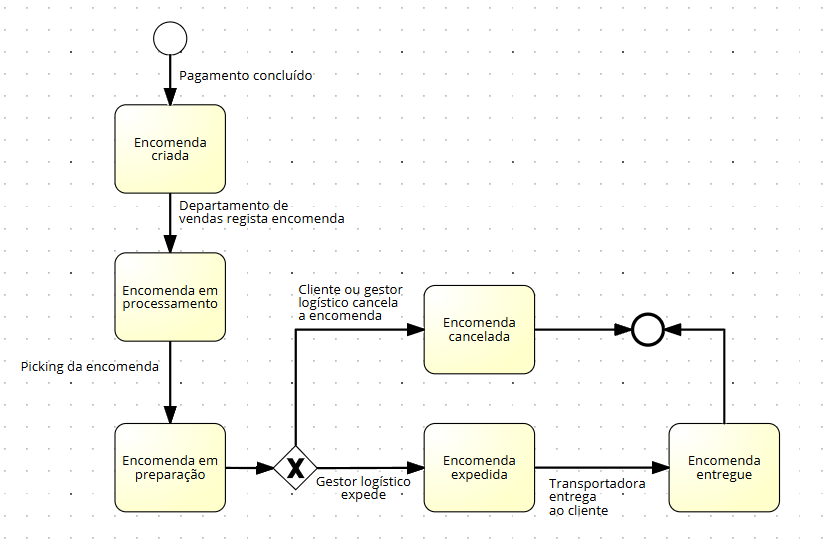 Pagamento concluído
Encomenda
criada
Departamento de
vendas regista encomenda
Encomenda em
processamento
Cliente ou gestor
logístico cancela
a encomenda
Encomenda
cancelada
Picking da encomenda
Encomenda em
preparação
X
Gestor logístico
expede
Encomenda
expedida
Transportadora
entrega
ao cliente
Encomenda
entregue